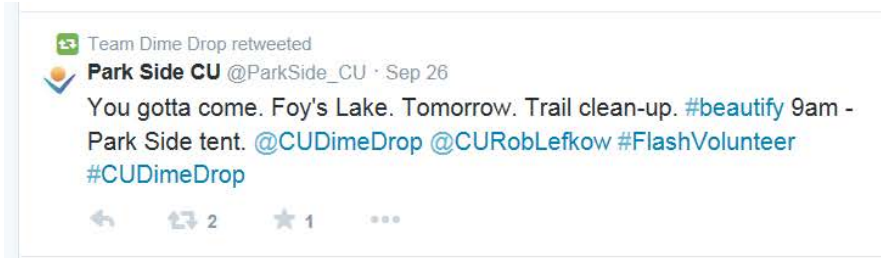 Team Dime Drop retweeted
Park Side CU @ParkSide_CU · Sep 26
You gotta come. Foy's Lake. Tomorrow. Trail clean-up. #beautify 9am -
Park Side tent. @CUDimeDrop @CURobLefkow #FlashVolunteer
#CUDimeDrop
2 1